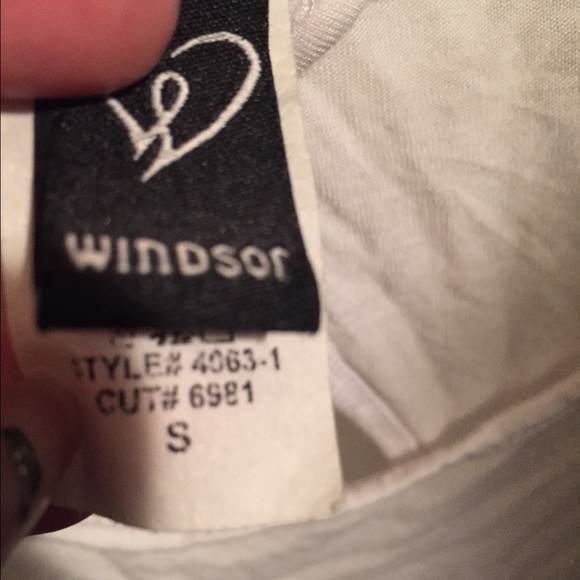 WINDSOR
STYLE# 4063-1
CUT# 6981
S